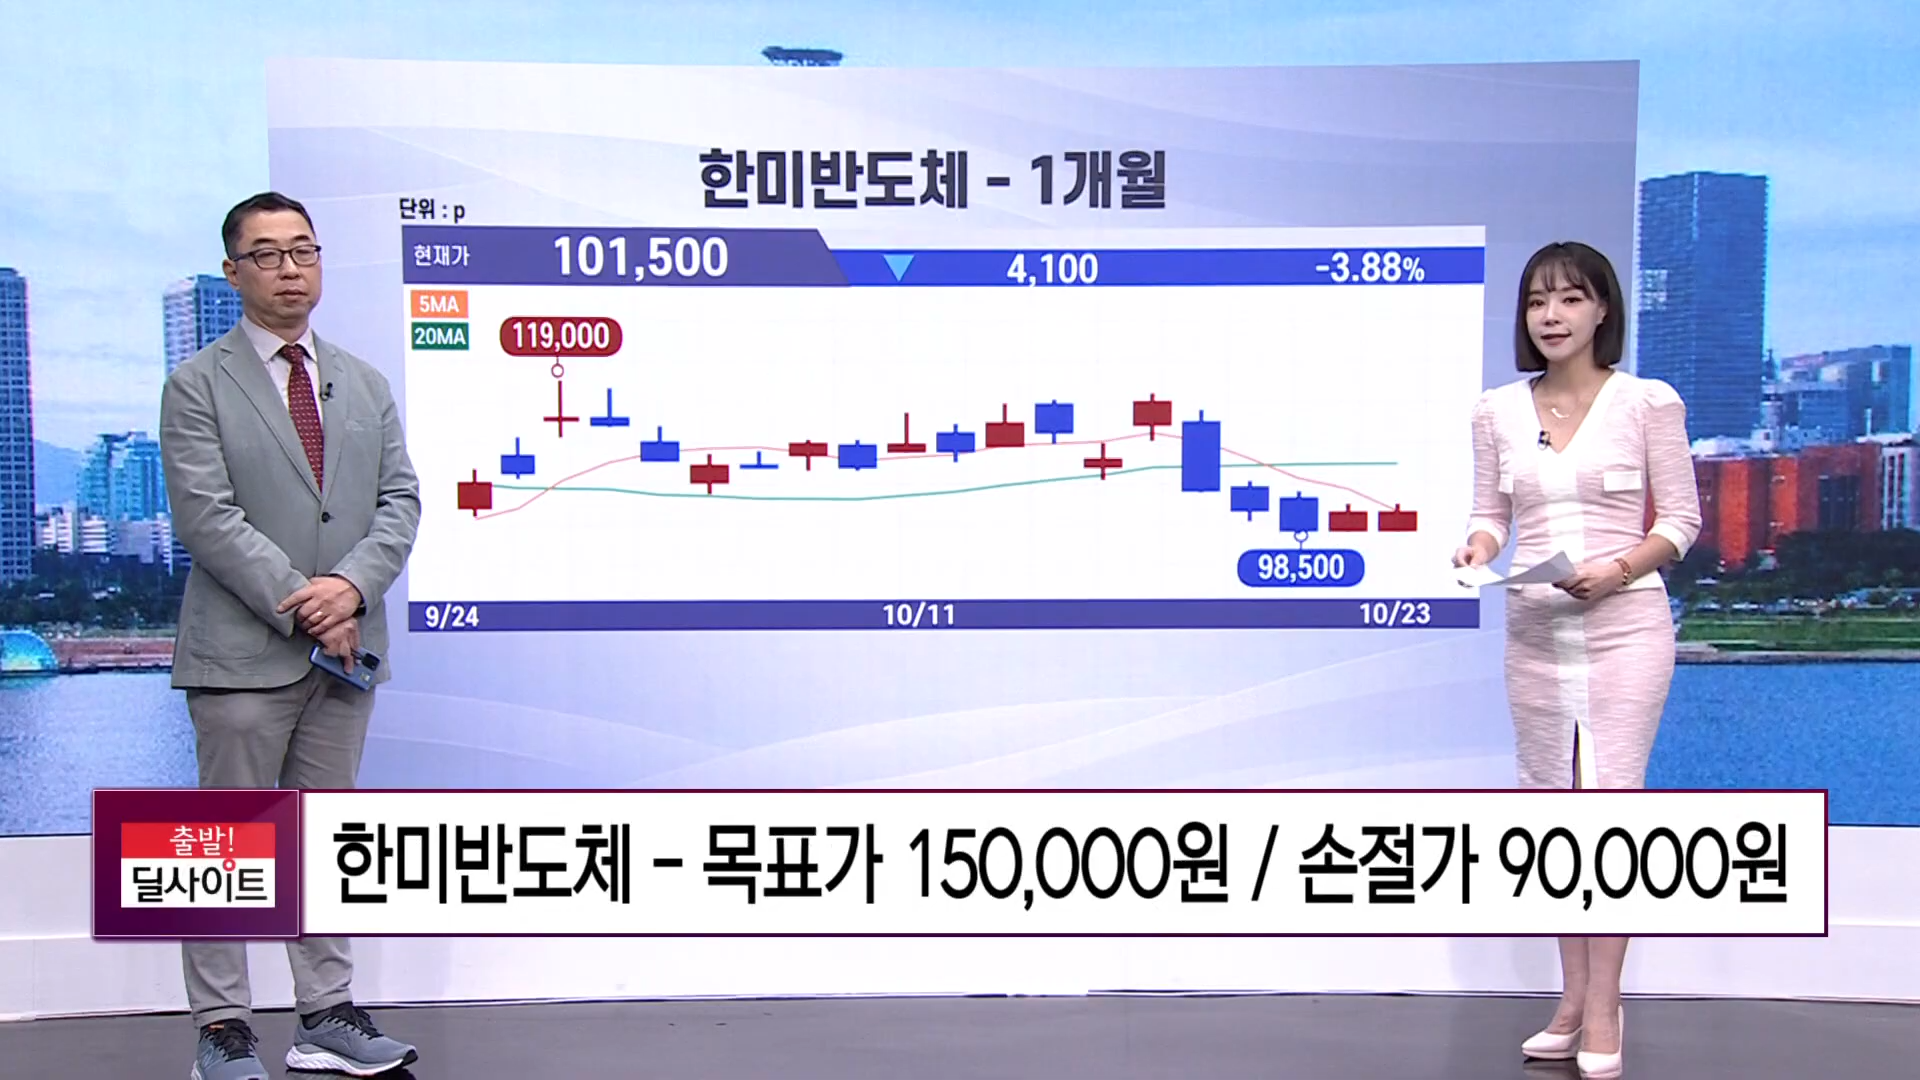 한미반도체 - 1개월
단위 : p
현재가 101,500 ▼ 4,100 -3.88%
5MA
20MA
119,000
98,500
9/24 10/11 10/23
출발!
딜사이트
한미반도체 - 목표가 150,000원 / 손절가 90,000원